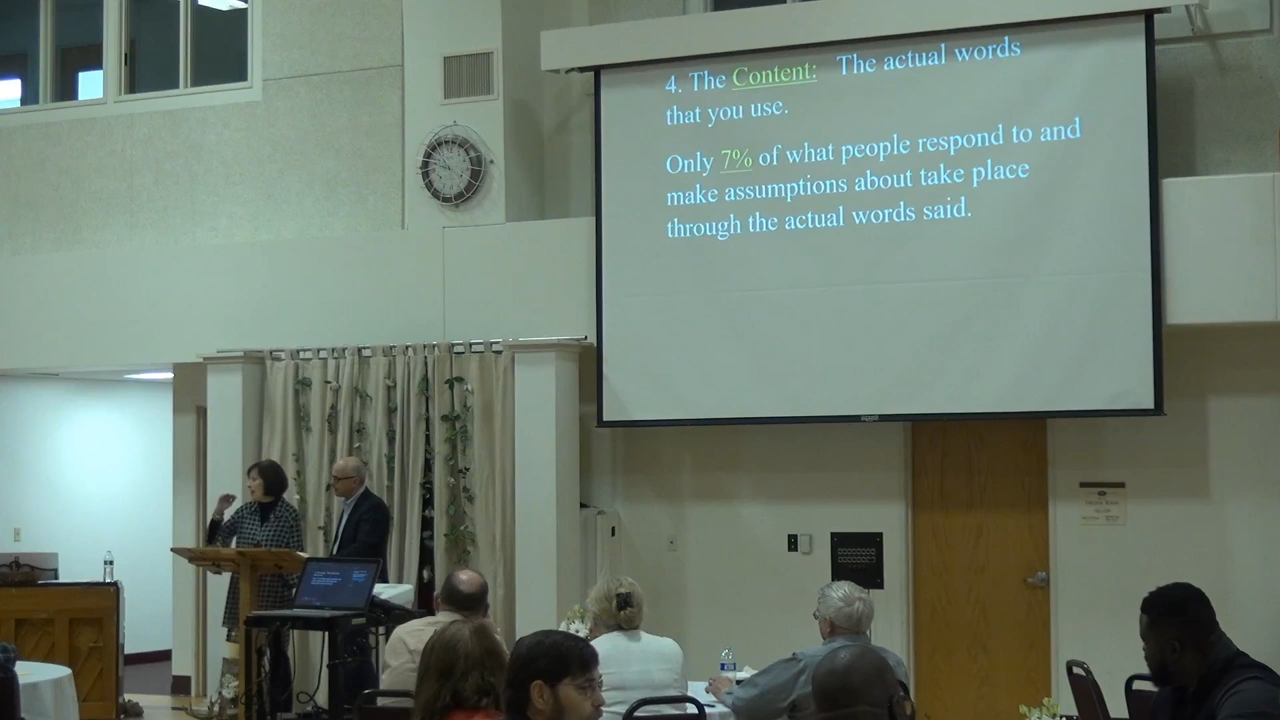 4. The Content: The actual words
that you use.
Only 7% of what people respond to and
make assumptions about take place
through the actual words said.